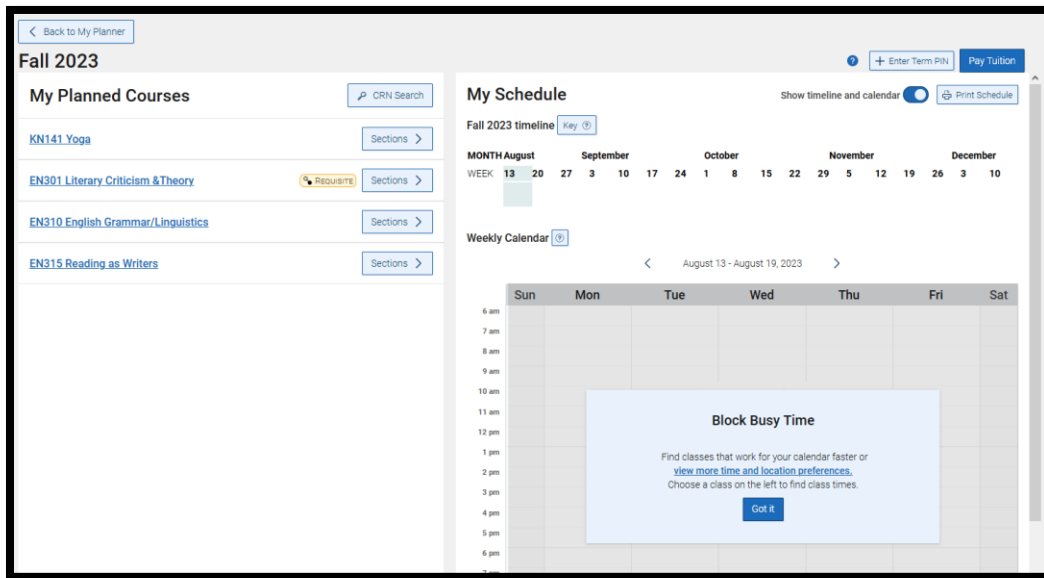 Back to My Planner
Fall 2023
Enter Term PIN
Pay Tuition
My Planned Courses
CRN Search
KN141 Yoga
Sections
EN301 Literary Criticism &Theory
REQUISITE
Sections
EN310 English Grammar/Linguistics
Sections
EN315 Reading as Writers
Sections
My Schedule
Show timeline and calendar
Print Schedule
Fall 2023 timeline
Key
MONTH August September October November December
WEEK 13 20 27 3 10 17 24 1 8 15 22 29 5 12 19 26 3 10
Weekly Calendar
August 13 - August 19, 2023
Sun Mon Tue Wed Thu Fri Sat
6 am
7 am
8 am
9 am
10 am
11 am
12 pm
1 pm
2 pm
3 pm
4 pm
5 pm
6 pm
Block Busy Time
Find classes that work for your calendar faster or
view more time and location preferences.
Choose a class on the left to find class times.
Got it